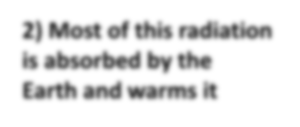 2) Most of this radiation
is absorbed by the
Earth and warms it